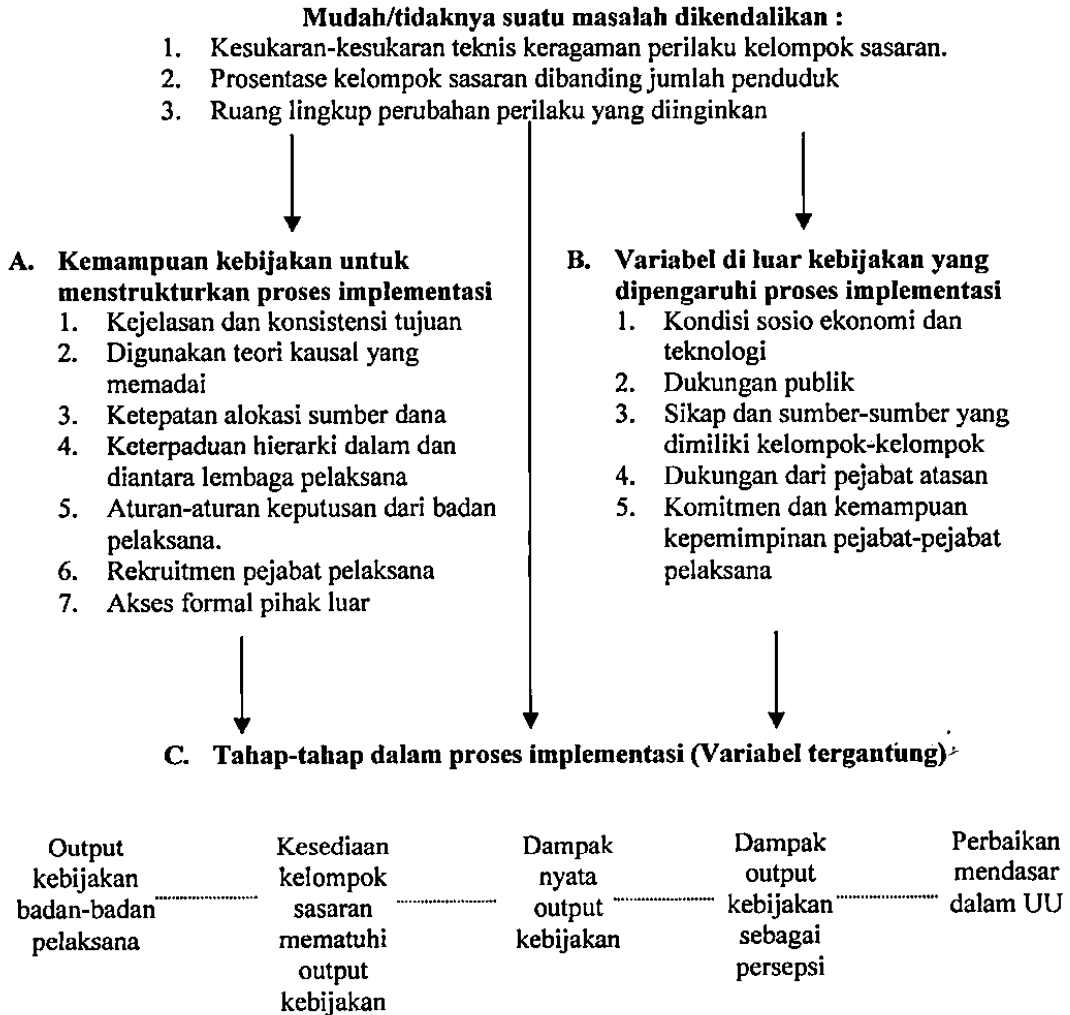 Mudah/tidaknya suatu masalah dikendalikan :
1. Kesukaran-kesukaran teknis keragaman perilaku kelompok sasaran.
2. Prosentase kelompok sasaran dibanding jumlah penduduk
3. Ruang lingkup perubahan perilaku yang diinginkan
A. Kemampuan kebijakan untuk
menstrukturkan proses implementasi
1. Kejelasan dan konsistensi tujuan
2. Digunakan teori kausal yang
memadai
3. Ketepatan alokasi sumber dana
4. Keterpaduan hierarki dalam dan
diantara lembaga pelaksana
5. Aturan-aturan keputusan dari badan
pelaksana.
6. Rekruitmen pejabat pelaksana
7. Akses formal pihak luar
B. Variabel di luar kebijakan yang
dipengaruhi proses implementasi
1. Kondisi sosio ekonomi dan
teknologi
2. Dukungan publik
3. Sikap dan sumber-sumber yang
dimiliki kelompok-kelompok
4. Dukungan dari pejabat atasan
5. Komitmen dan kemampuan
kepemimpinan pejabat-pejabat
pelaksana
C. Tahap-tahap dalam proses implementasi (Variabel tergantung)
Output
kebijakan
badan-badan
pelaksana
Kesediaan
kelompok
sasaran
mematuhi
output
kebijakan
Dampak
nyata
output
kebijakan
Dampak
output
kebijakan
sebagai
persepsi
Perbaikan
mendasar
dalam UU